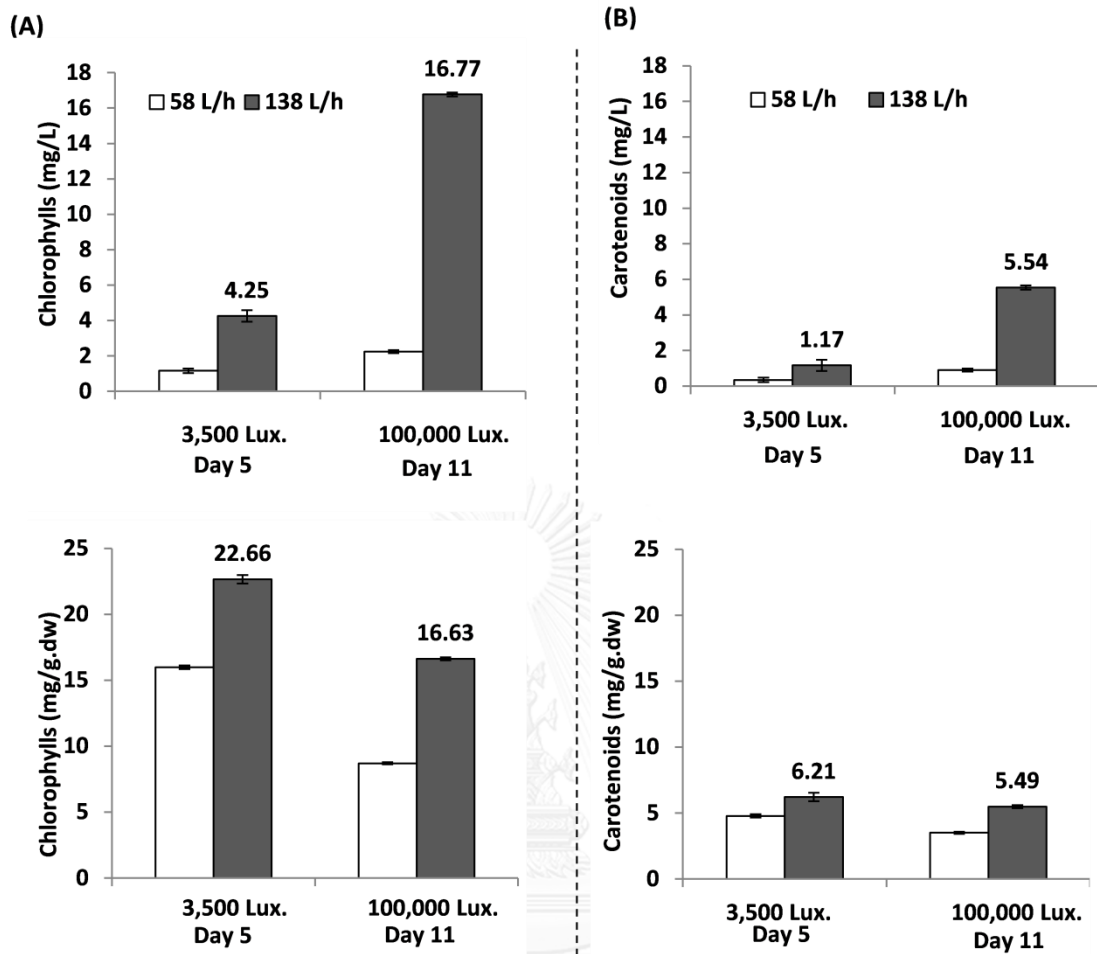 (A)
Chlorophylls (mg/L)
18
16
14
12
10
8
6
4
2
0
58 L/h 138 L/h
16.77
4.25
3,500 Lux. 100,000 Lux.
Day 5 Day 11
(B)
Carotenoids (mg/L)
18
16
14
12
10
8
6
4
2
0
58 L/h 138 L/h
5.54
1.17
3,500 Lux. 100,000 Lux.
Day 5 Day 11
Chlorophylls (mg/g.dw)
25
20
15
10
5
0
22.66
16.63
3,500 Lux. 100,000 Lux.
Day 5 Day 11
Carotenoids (mg/g.dw)
25
20
15
10
5
0
6.21
5.49
3,500 Lux. 100,000 Lux.
Day 5 Day 11